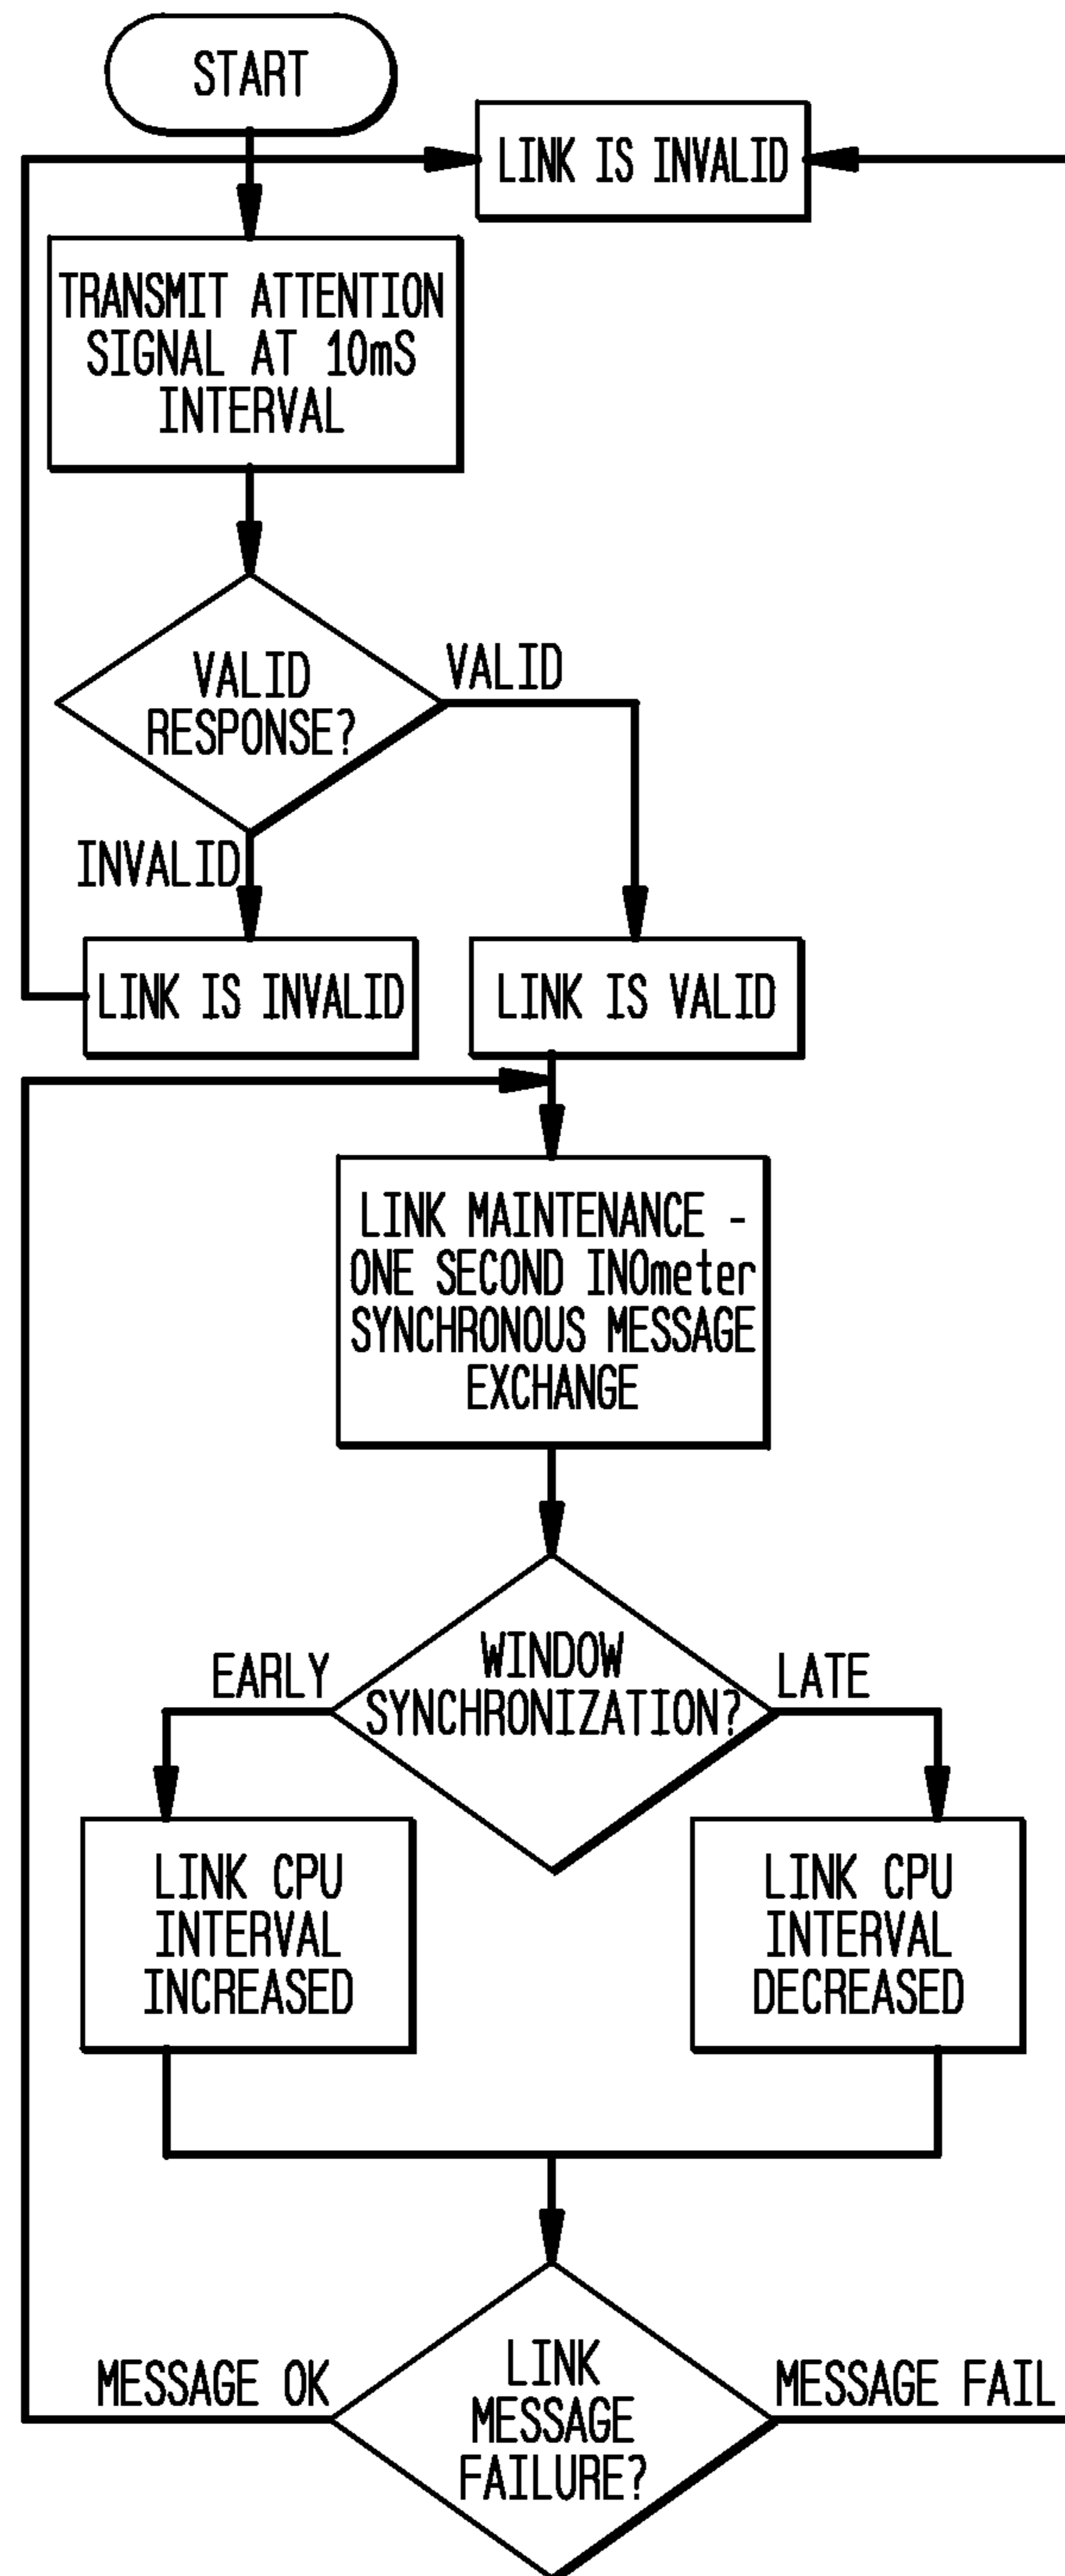 START
LINK IS INVALID
TRANSMIT ATTENTION
SIGNAL AT 10mS
INTERVAL
VALID
RESPONSE?
VALID
INVALID
LINK IS INVALID
LINK IS VALID
LINK MAINTENANCE -
ONE SECOND INOmeter
SYNCHRONOUS MESSAGE
EXCHANGE
WINDOW
SYNCHRONIZATION?
EARLY
LATE
LINK CPU
INTERVAL
INCREASED
LINK CPU
INTERVAL
DECREASED
LINK
MESSAGE
FAILURE?
MESSAGE OK
MESSAGE FAIL